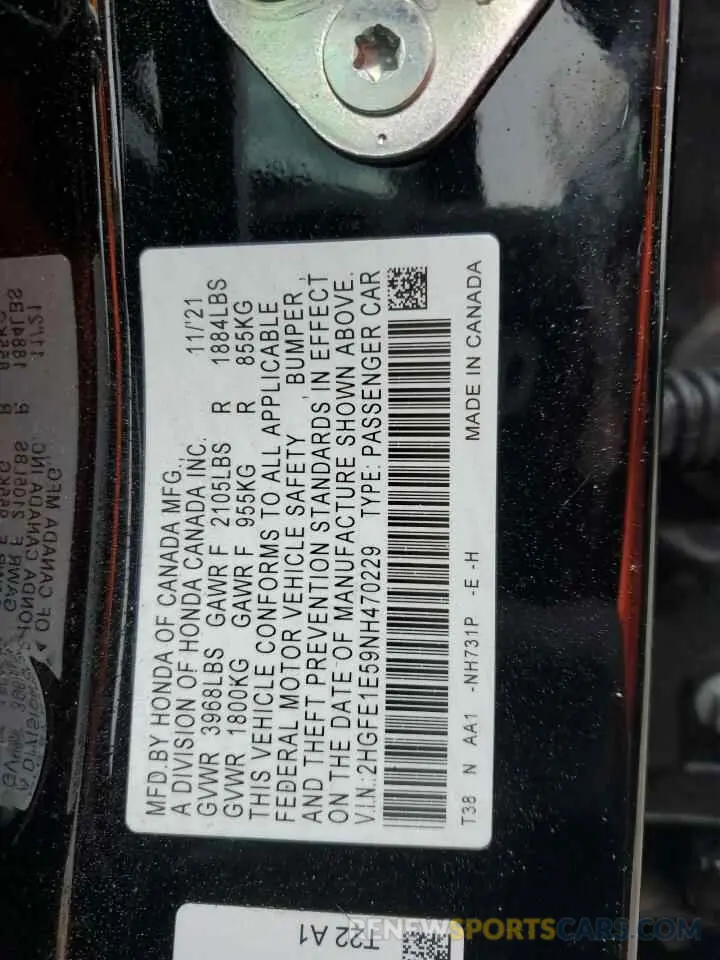 MFD.BY HONDA OF CANADA MFG.,
A DIVISION OF HONDA CANADA INC. 11/'21
GVWR 3968LBS GAWR F 2105LBS R 1884LBS
GVWR 1800KG GAWR F 955KG R 855KG
THIS VEHICLE CONFORMS TO ALL APPLICABLE
FEDERAL MOTOR VEHICLE SAFETY , BUMPER ,
AND THEFT PREVENTION STANDARDS IN EFFECT
ON THE DATE OF MANUFACTURE SHOWN ABOVE.
V.I.N.:2HGFE1E59NH470229 TYPE: PASSENGER CAR
T38 N AA1 -NH731P -E -H MADE IN CANADA
T22 A1
RENEWSPORTSCARS.COM